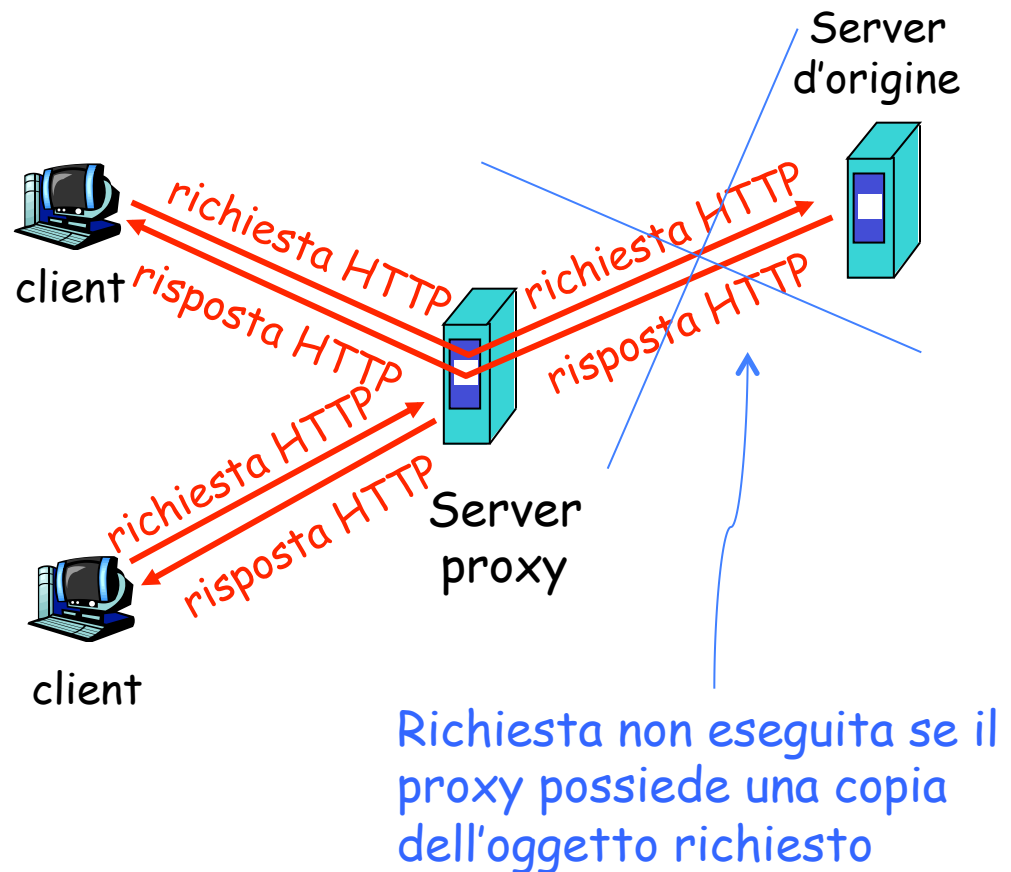 Server
d'origine
richiesta HTTP
richiesta HTTP
client
risposta HTTP
risposta HTTP
richiesta HTTP
risposta HTTP
Server
proxy
client
Richiesta non eseguita se il
proxy possiede una copia
dell'oggetto richiesto